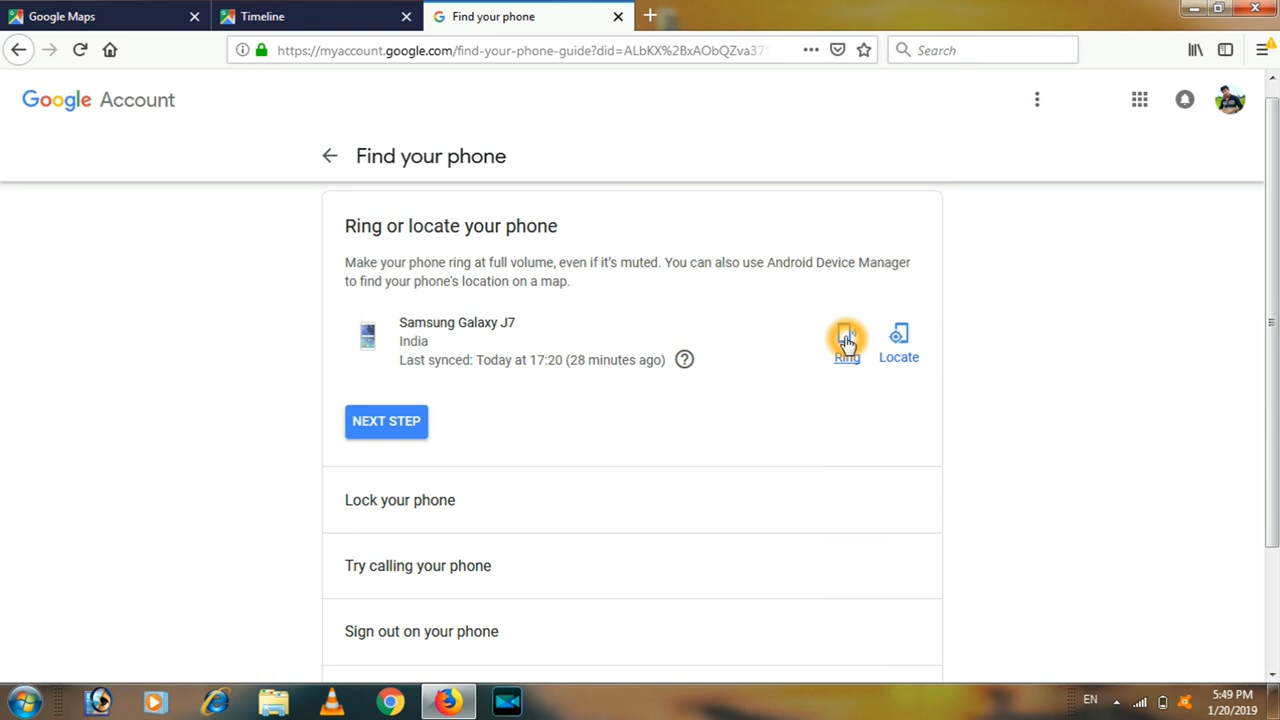 Google Maps
Timeline
Find your phone
https://myaccount.google.com/find-your-phone-guide?did=ALbKX%2BxAObQZva37
Search
Google Account
Find your phone
Ring or locate your phone
Make your phone ring at full volume, even if it's muted. You can also use Android Device Manager
to find your phone's location on a map.
Samsung Galaxy J7
India
Last synced: Today at 17:20 (28 minutes ago)
Ring
Locate
NEXT STEP
Lock your phone
Try calling your phone
Sign out on your phone
EN
5:49 PM
1/20/2019